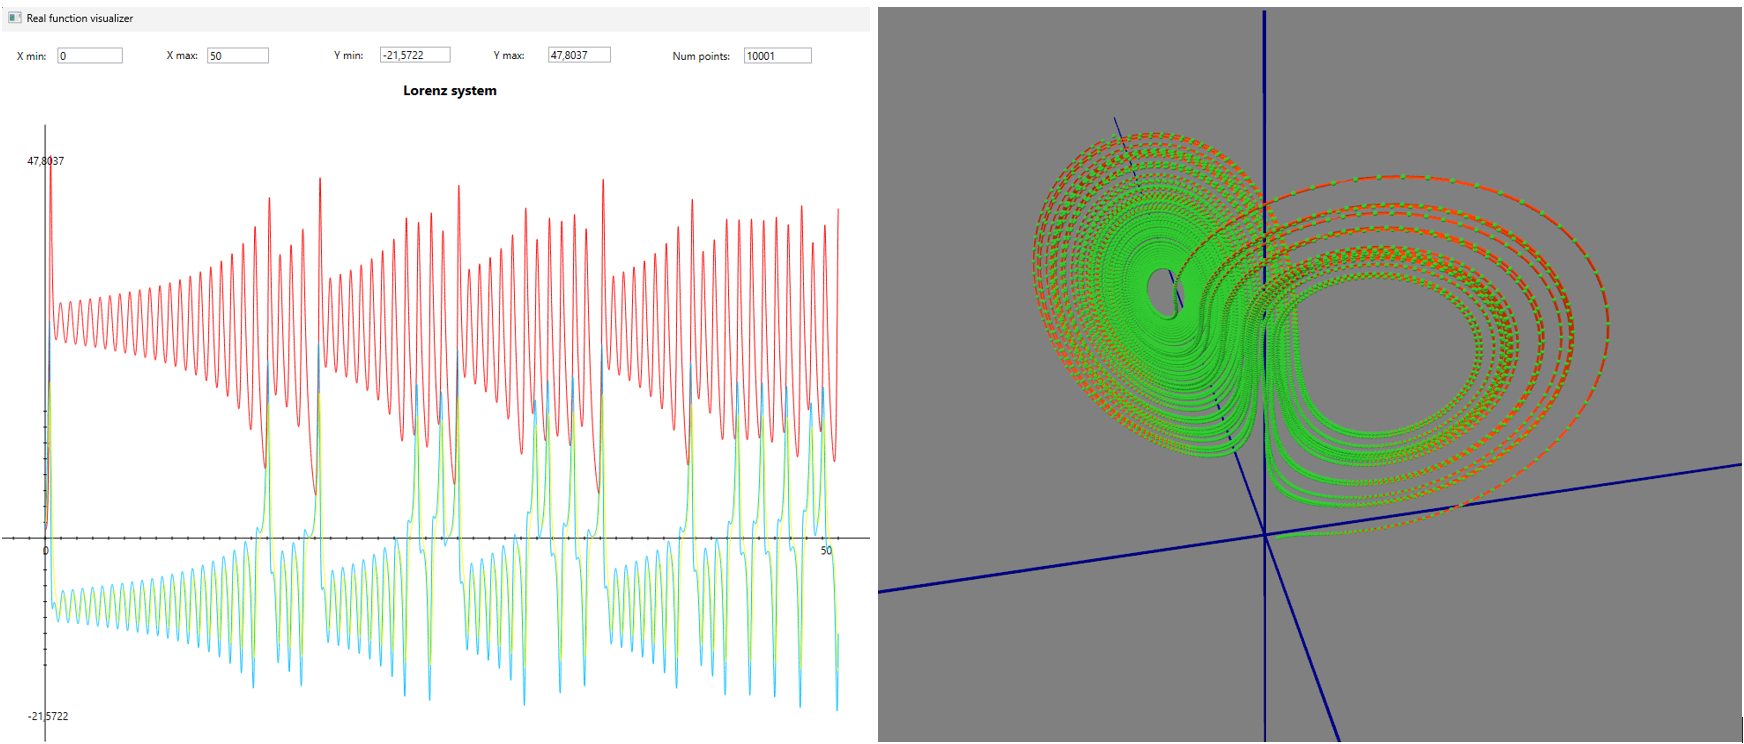 Real function visualizer
X min: 0 X max: 50 Y min: -21,5722 Y max: 47,8037 Num points: 10001
Lorenz system
47,8037
0 50
-21,5722